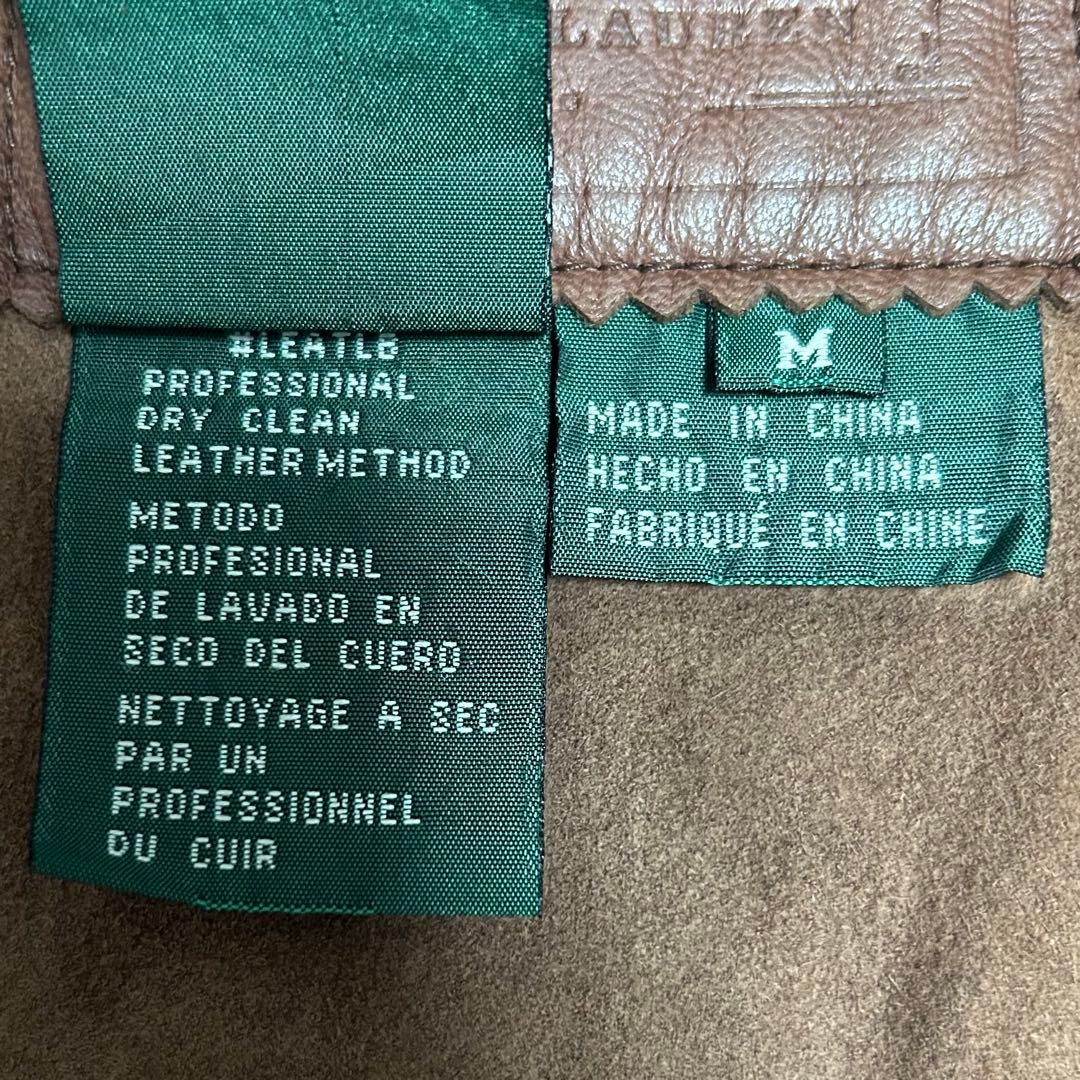 LAUREN
#LEATLB
PROFESSIONAL
DRY CLEAN
LEATHER METHOD
METODO
PROFESIONAL
DE LAVADO EN
SECO DEL CUERO
NETTOYAGE A SEC
PAR UN
PROFESSIONNEL
DU CUIR
M
MADE IN CHINA
HECHO EN CHINA
FABRIQUÉ EN CHINE